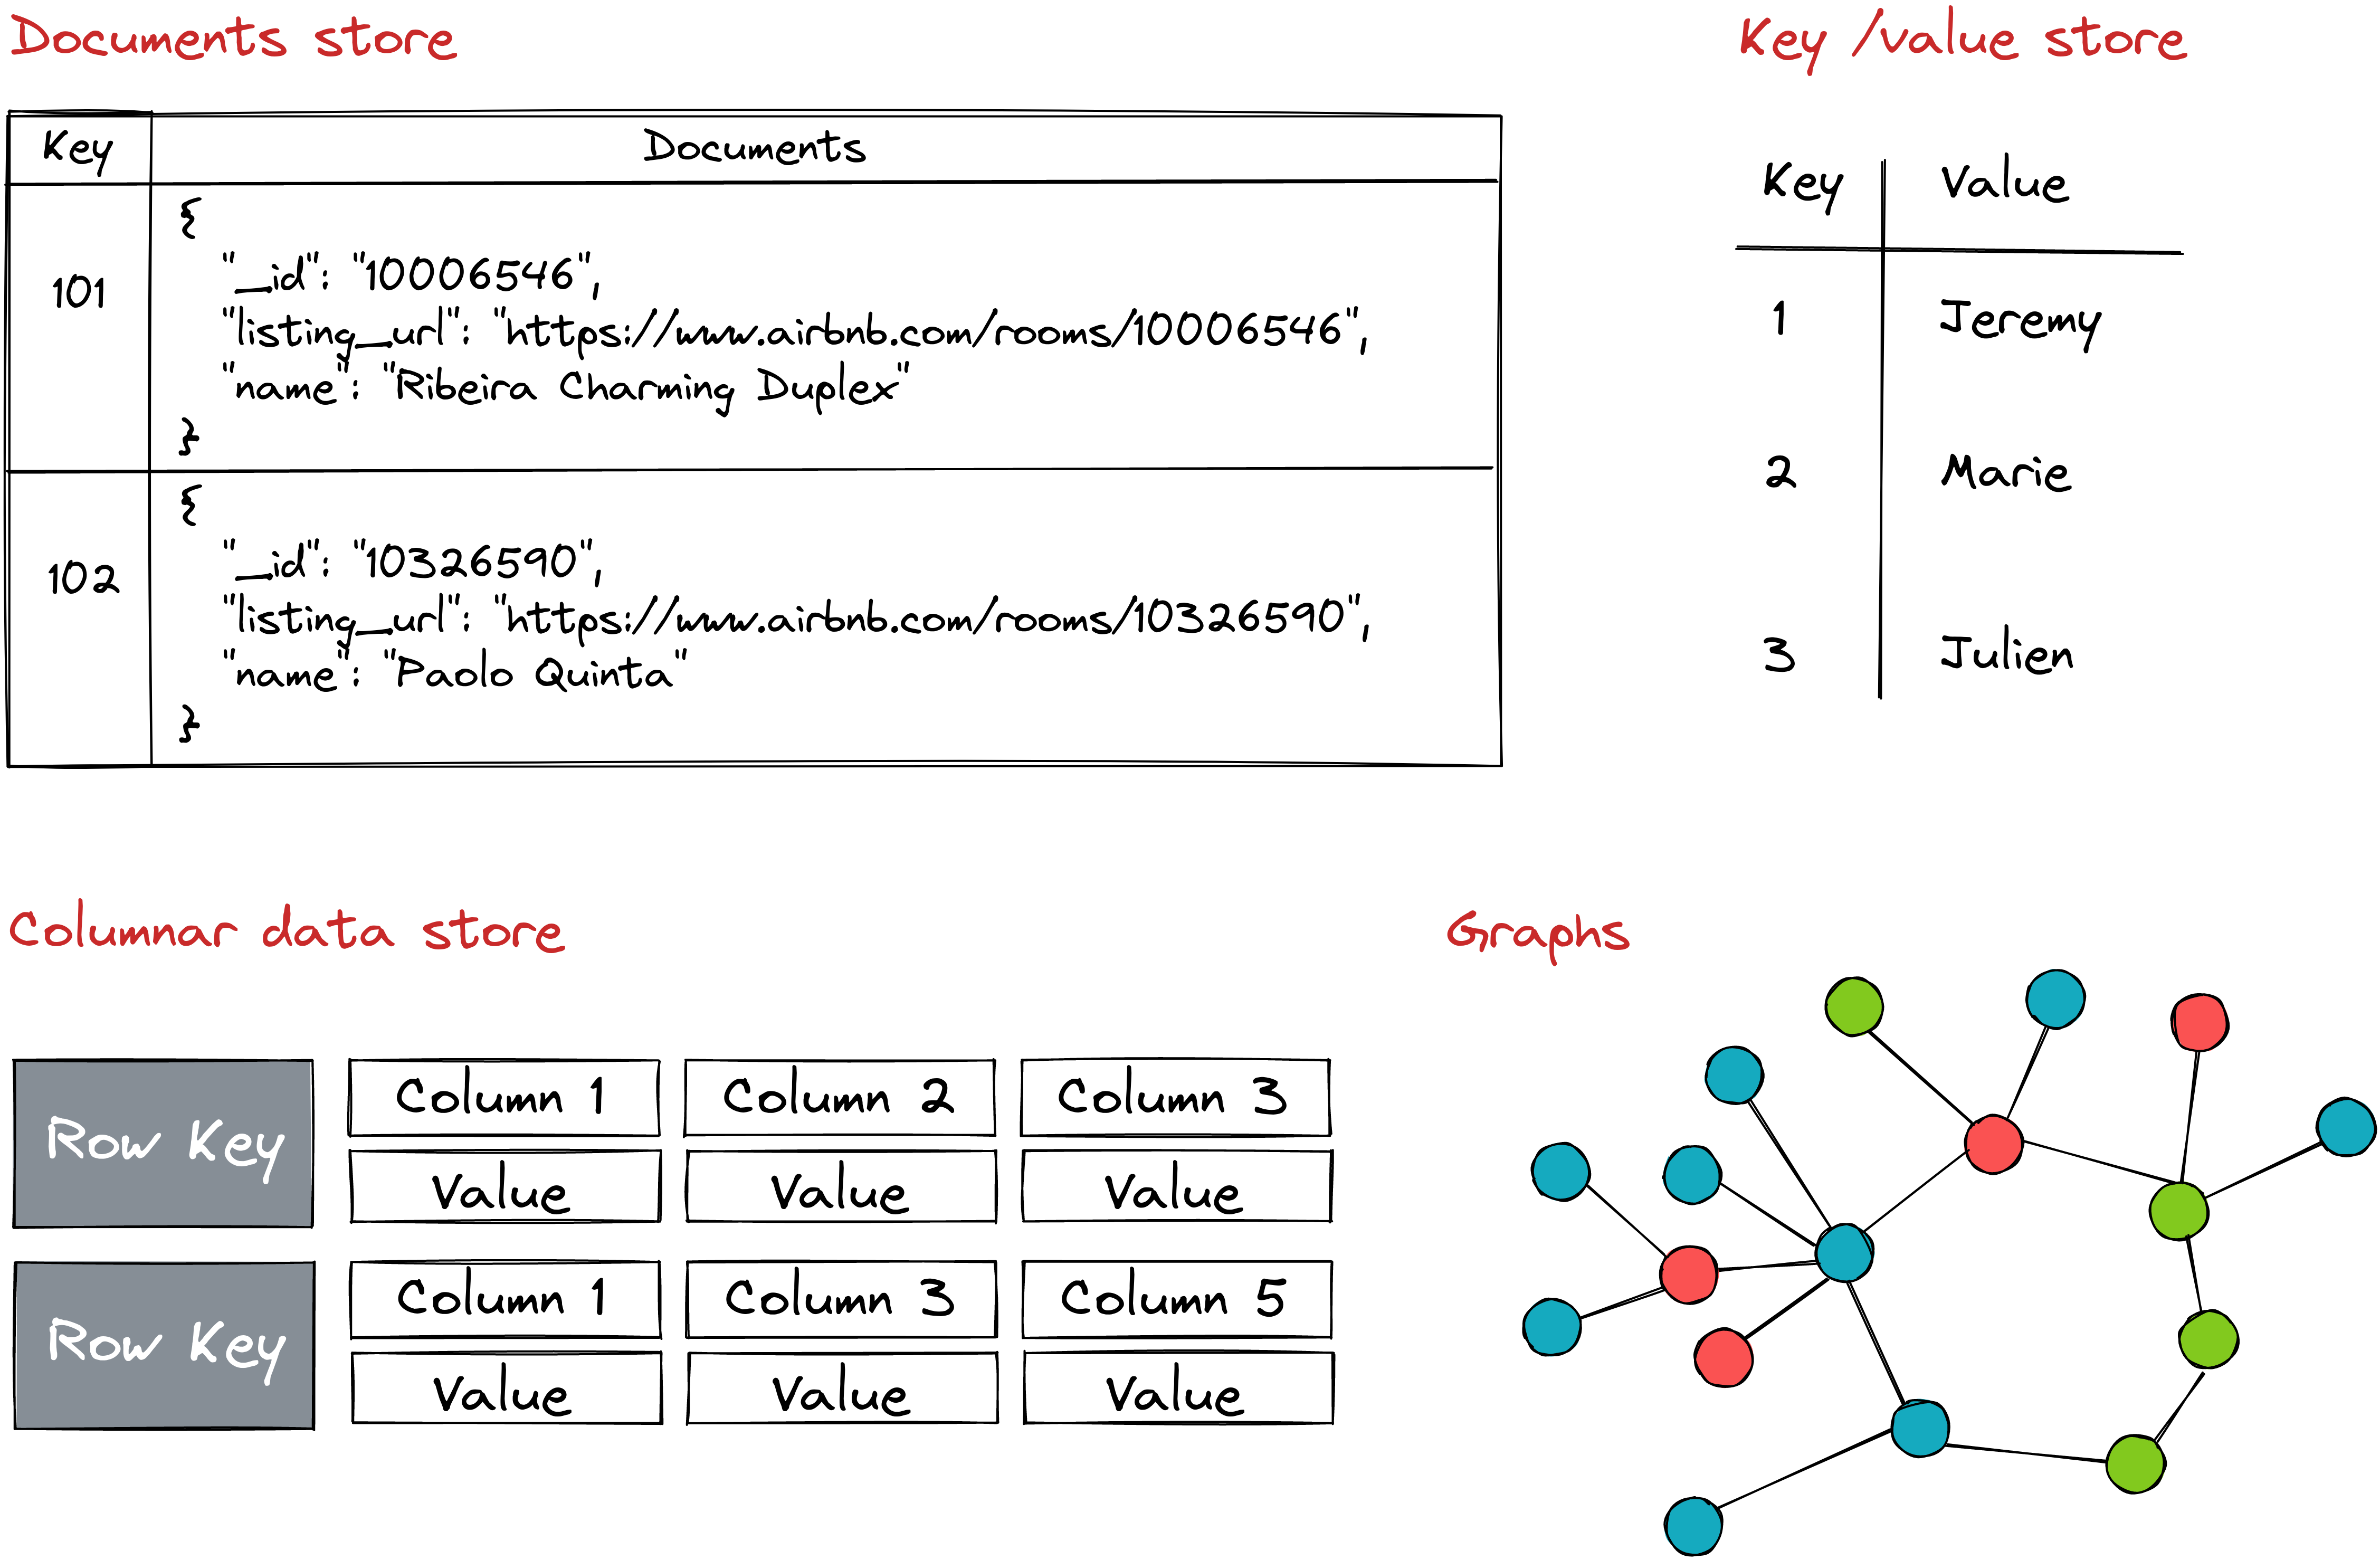 Documents store
Key Documents
101
{
"_id": "10006546",
"listing_url": "https://www.airbnb.com/rooms/10006546",
"name": "Ribeira Charming Duplex"
}
102
{
"_id": "10326590",
"listing_url": "https://www.airbnb.com/rooms/10326590",
"name": "Paolo Quinta"
}
Key /value store
Key Value
1 Jeremy
2 Marie
3 Julien
Columnar data store
Row Key
Column 1 Column 2 Column 3
Value Value Value
Row Key
Column 1 Column 3 Column 5
Value Value Value
Graphs